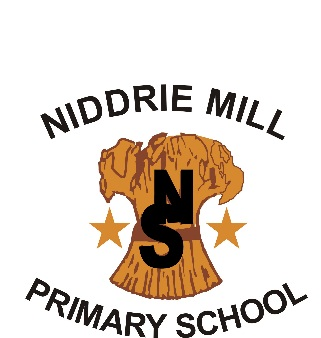 NIDDRIE MILL
N
S
PRIMARY SCHOOL